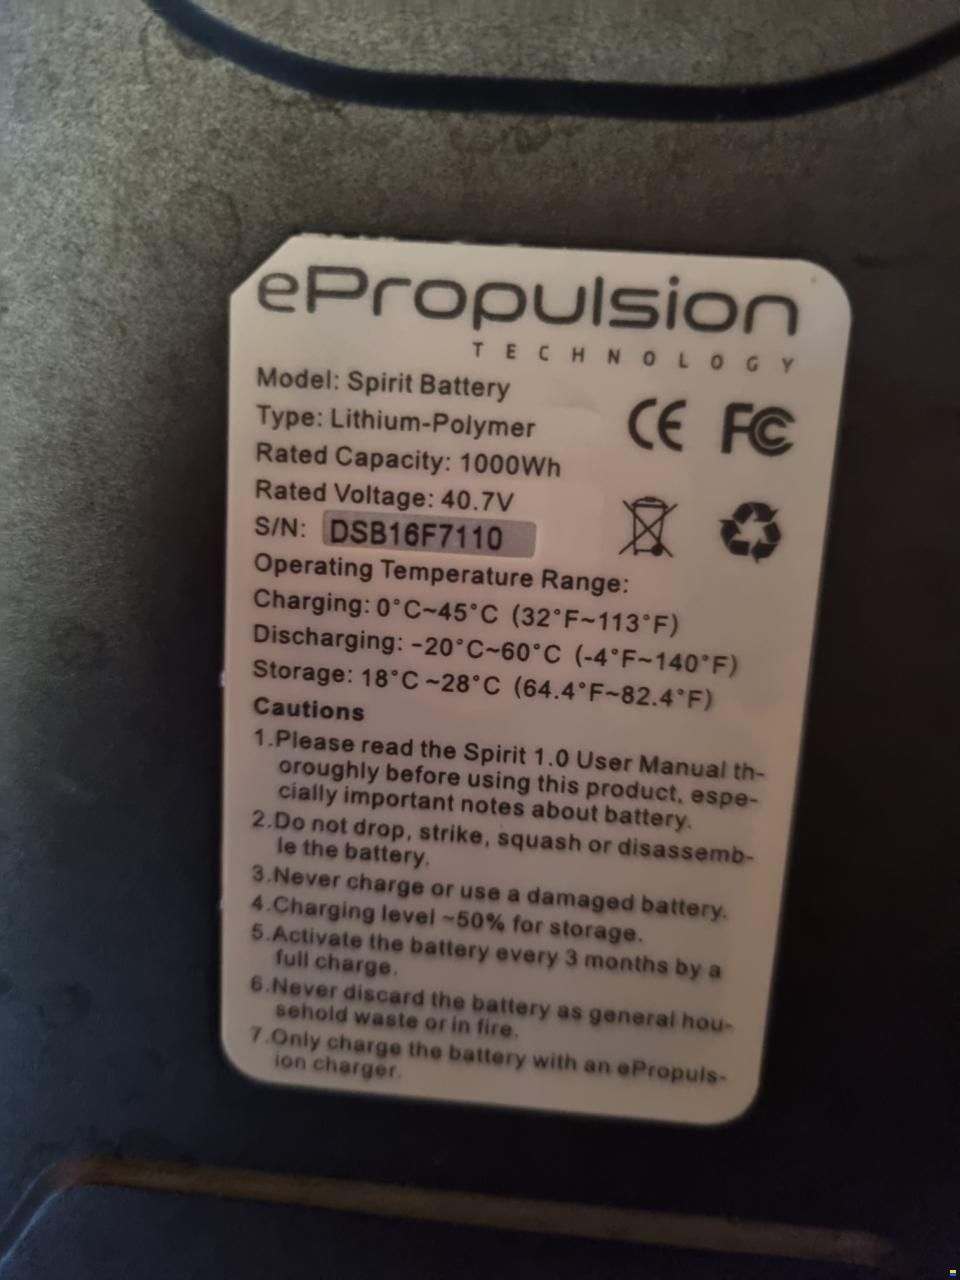 ePropulsion
TECHNOLOGY
Model: Spirit Battery
Type: Lithium-Polymer
Rated Capacity: 1000Wh
Rated Voltage: 40.7V
S/N: DSB16F7110
CE FC
Operating Temperature Range:
Charging: 0°C~45°C (32°F~113°F)
Discharging: -20°C~60°C (-4°F~140°F)
Storage: 18°C ~28°C (64.4°F~82.4°F)
Cautions
1.Please read the Spirit 1.0 User Manual th-
oroughly before using this product, espe-
cially important notes about battery.
2.Do not drop, strike, squash or disassemb-
le the battery.
3.Never charge or use a damaged battery.
4.Charging level ~50% for storage.
5.Activate the battery every 3 months by a
full charge.
6.Never discard the battery as general hou-
sehold waste or in fire.
7.Only charge the battery with an ePropuls-
ion charger.